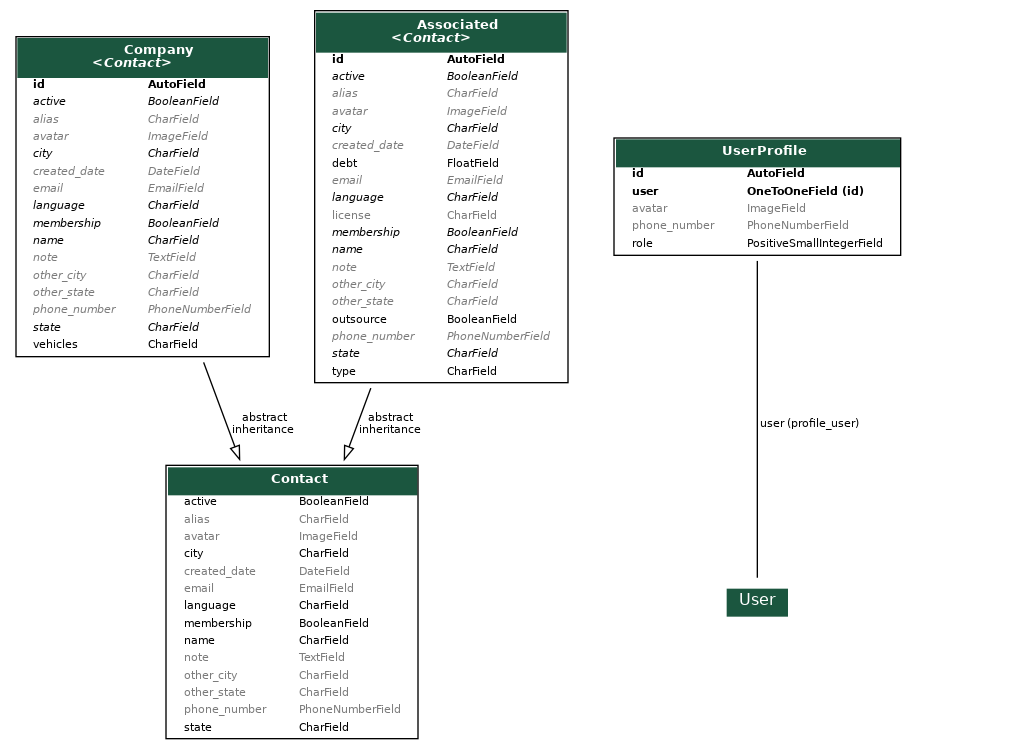 Company
<Contact>
id AutoField
active BooleanField
alias CharField
avatar ImageField
city CharField
created_date DateField
email EmailField
language CharField
membership BooleanField
name CharField
note TextField
other_city CharField
other_state CharField
phone_number PhoneNumberField
state CharField
vehicles CharField
Associated
<Contact>
id AutoField
active BooleanField
alias CharField
avatar ImageField
city CharField
created_date DateField
debt FloatField
email EmailField
language CharField
license CharField
membership BooleanField
name CharField
note TextField
other_city CharField
other_state CharField
outsource BooleanField
phone_number PhoneNumberField
state CharField
type CharField
UserProfile
id AutoField
user OneToOneField (id)
avatar ImageField
phone_number PhoneNumberField
role PositiveSmallIntegerField
abstract
inheritance
abstract
inheritance
user (profile_user)
Contact
active BooleanField
alias CharField
avatar ImageField
city CharField
created_date DateField
email EmailField
language CharField
membership BooleanField
name CharField
note TextField
other_city CharField
other_state CharField
phone_number PhoneNumberField
state CharField
User